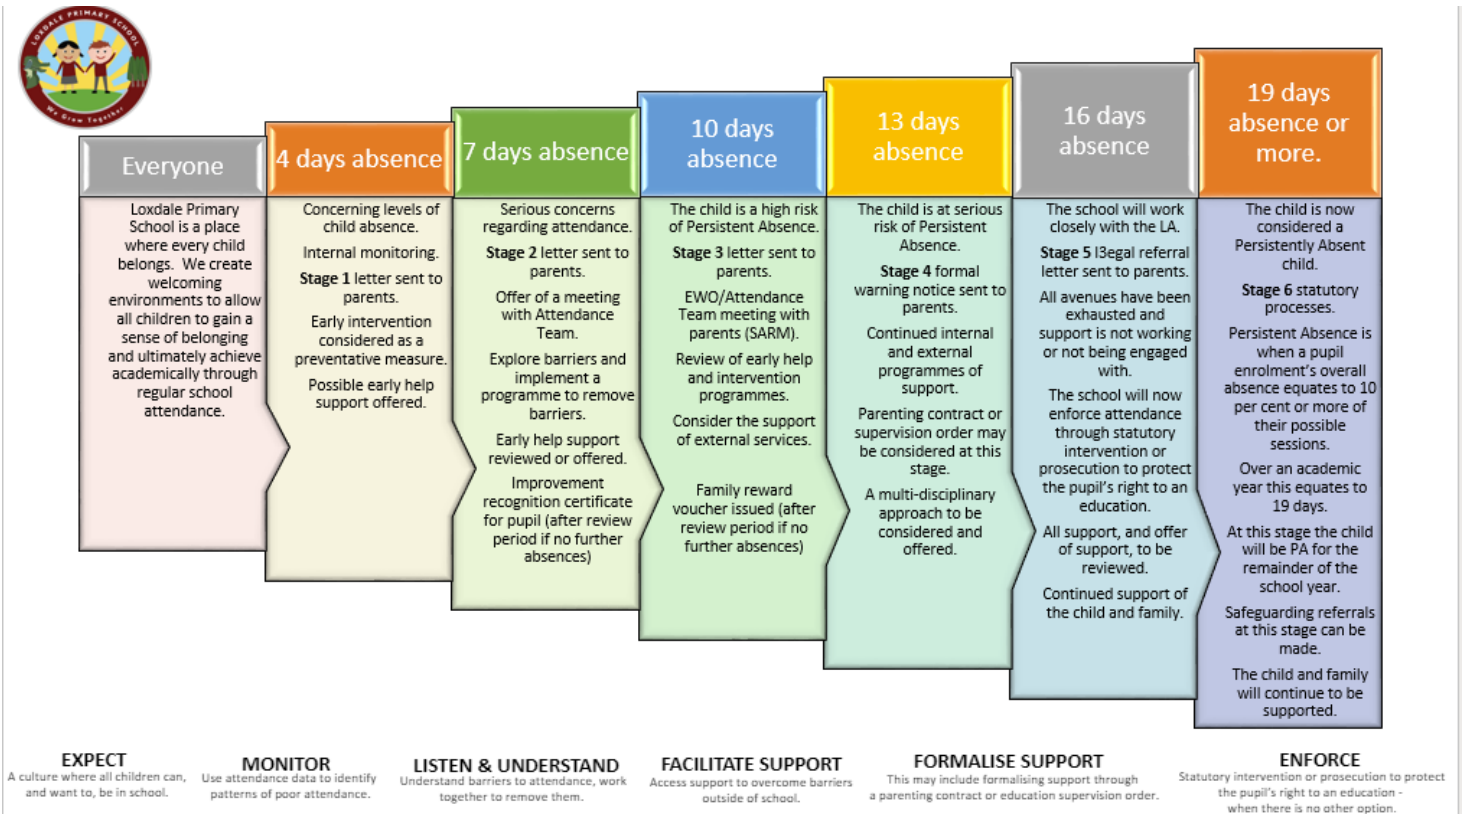 LOXDALE PRIMARY SCHOOL
We Grow Together
Everyone
Loxdale Primary
School is a place
where every child
belongs. We create
welcoming
environments to allow
all children to gain a
sense of belonging
and ultimately achieve
academically through
regular school
attendance.
4 days absence
Concerning levels of
child absence.
Internal monitoring.
Stage 1 letter sent to
parents.
Early intervention
considered as a
preventative measure.
Possible early help
support offered.
7 days absence
Serious concerns
regarding attendance.
Stage 2 letter sent to
parents.
Offer of a meeting
with Attendance
Team.
Explore barriers and
implement a
programme to remove
barriers.
Early help support
reviewed or offered.
Improvement
recognition certificate
for pupil (after review
period if no further
absences)
10 days
absence
The child is a high risk
of Persistent Absence.
Stage 3 letter sent to
parents.
EWO/Attendance
Team meeting with
parents (SARM).
Review of early help
and intervention
programmes.
Consider the support
of external services.
Family reward
voucher issued (after
review period if no
further absences)
13 days
absence
The child is at serious
risk of Persistent
Absence.
Stage 4 formal
warning notice sent to
parents.
Continued internal
and external
programmes of
support.
Parenting contract or
supervision order may
be considered at this
stage.
A multi-disciplinary
approach to be
considered and
offered.
16 days
absence
The school will work
closely with the LA.
Stage 5 l3egal referral
letter sent to parents.
All avenues have been
exhausted and
support is not working
or not being engaged
with.
The school will now
enforce attendance
through statutory
intervention or
prosecution to protect
the pupil's right to an
education.
All support, and offer
of support, to be
reviewed.
Continued support of
the child and family.
19 days
absence or
more.
The child is now
considered a
Persistently Absent
child.
Stage 6 statutory
processes.
Persistent Absence is
when a pupil
enrolment's overall
absence equates to 10
per cent or more of
their possible
sessions.
Over an academic
year this equates to
19 days.
At this stage the child
will be PA for the
remainder of the
school year.
Safeguarding referrals
at this stage can be
made.
The child and family
will continue to be
supported.
EXPECT
A culture where all children can,
and want to, be in school.
MONITOR
Use attendance data to identify
patterns of poor attendance.
LISTEN & UNDERSTAND
Understand barriers to attendance, work
together to remove them.
FACILITATE SUPPORT
Access support to overcome barriers
outside of school.
FORMALISE SUPPORT
This may include formalising support through
a parenting contract or education supervision order.
ENFORCE
Statutory intervention or prosecution to protect
the pupil's right to an education -
when there is no other option.